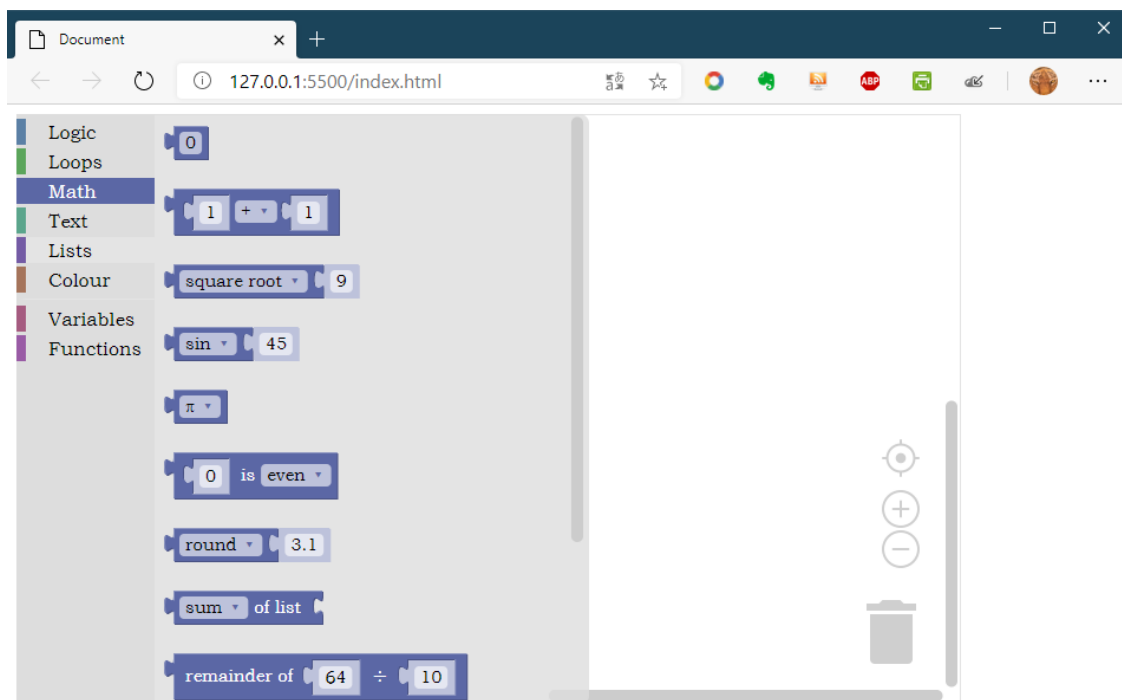 Document
127.0.0.1:5500/index.html
ABP
Logic
Loops
Math
Text
Lists
Colour
Variables
Functions
0
1 + 1
square root 9
sin 45
π
0 is even
round 3.1
sum of list
remainder of 64 ÷ 10